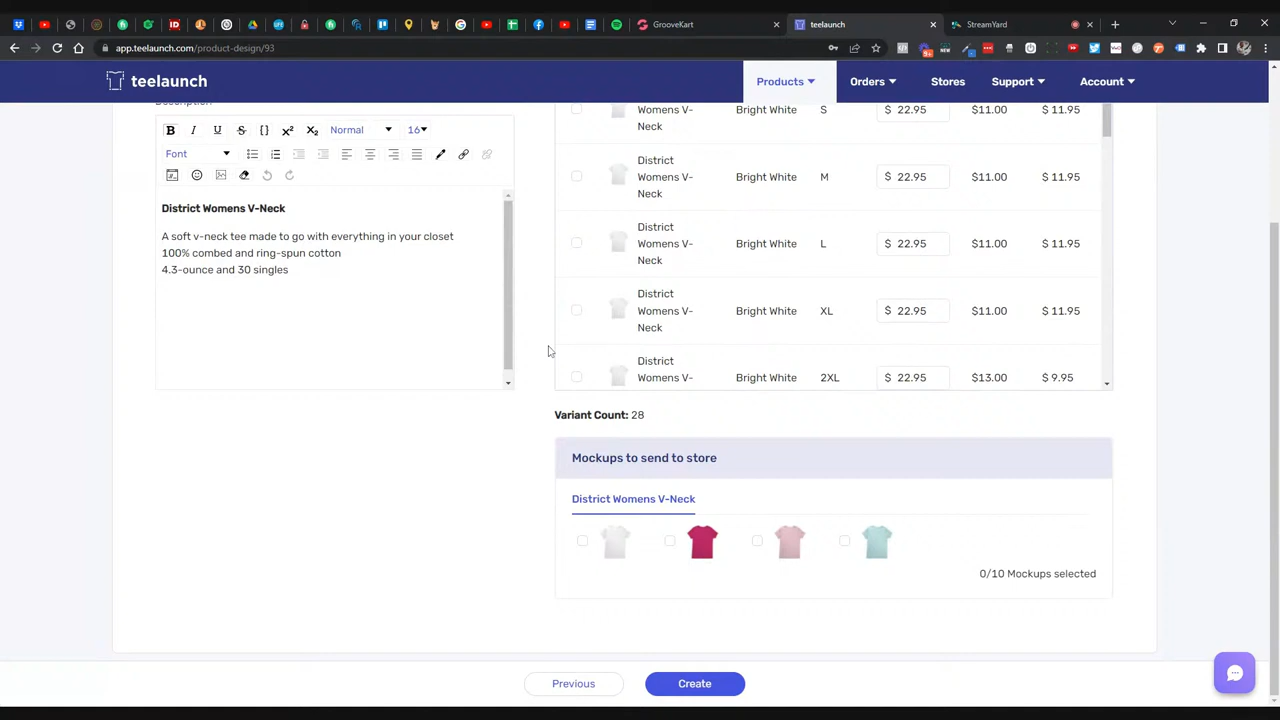 GrooveKart
teelaunch
StreamYard
app.teelaunch.com/product-design/93
teelaunch
Products
Orders
Stores
Support
Account
Description
B I U S {} X² X₂ Normal 16
Font
District Womens V-Neck
A soft v-neck tee made to go with everything in your closet
100% combed and ring-spun cotton
4.3-ounce and 30 singles
Womens V-
Neck
Bright White S $ 22.95 $11.00 $ 11.95
District
Womens V-
Neck
Bright White M $ 22.95 $11.00 $ 11.95
District
Womens V-
Neck
Bright White L $ 22.95 $11.00 $ 11.95
District
Womens V-
Neck
Bright White XL $ 22.95 $11.00 $ 11.95
District
Womens V-
Bright White 2XL $ 22.95 $13.00 $ 9.95
Variant Count: 28
Mockups to send to store
District Womens V-Neck
0/10 Mockups selected
Previous
Create